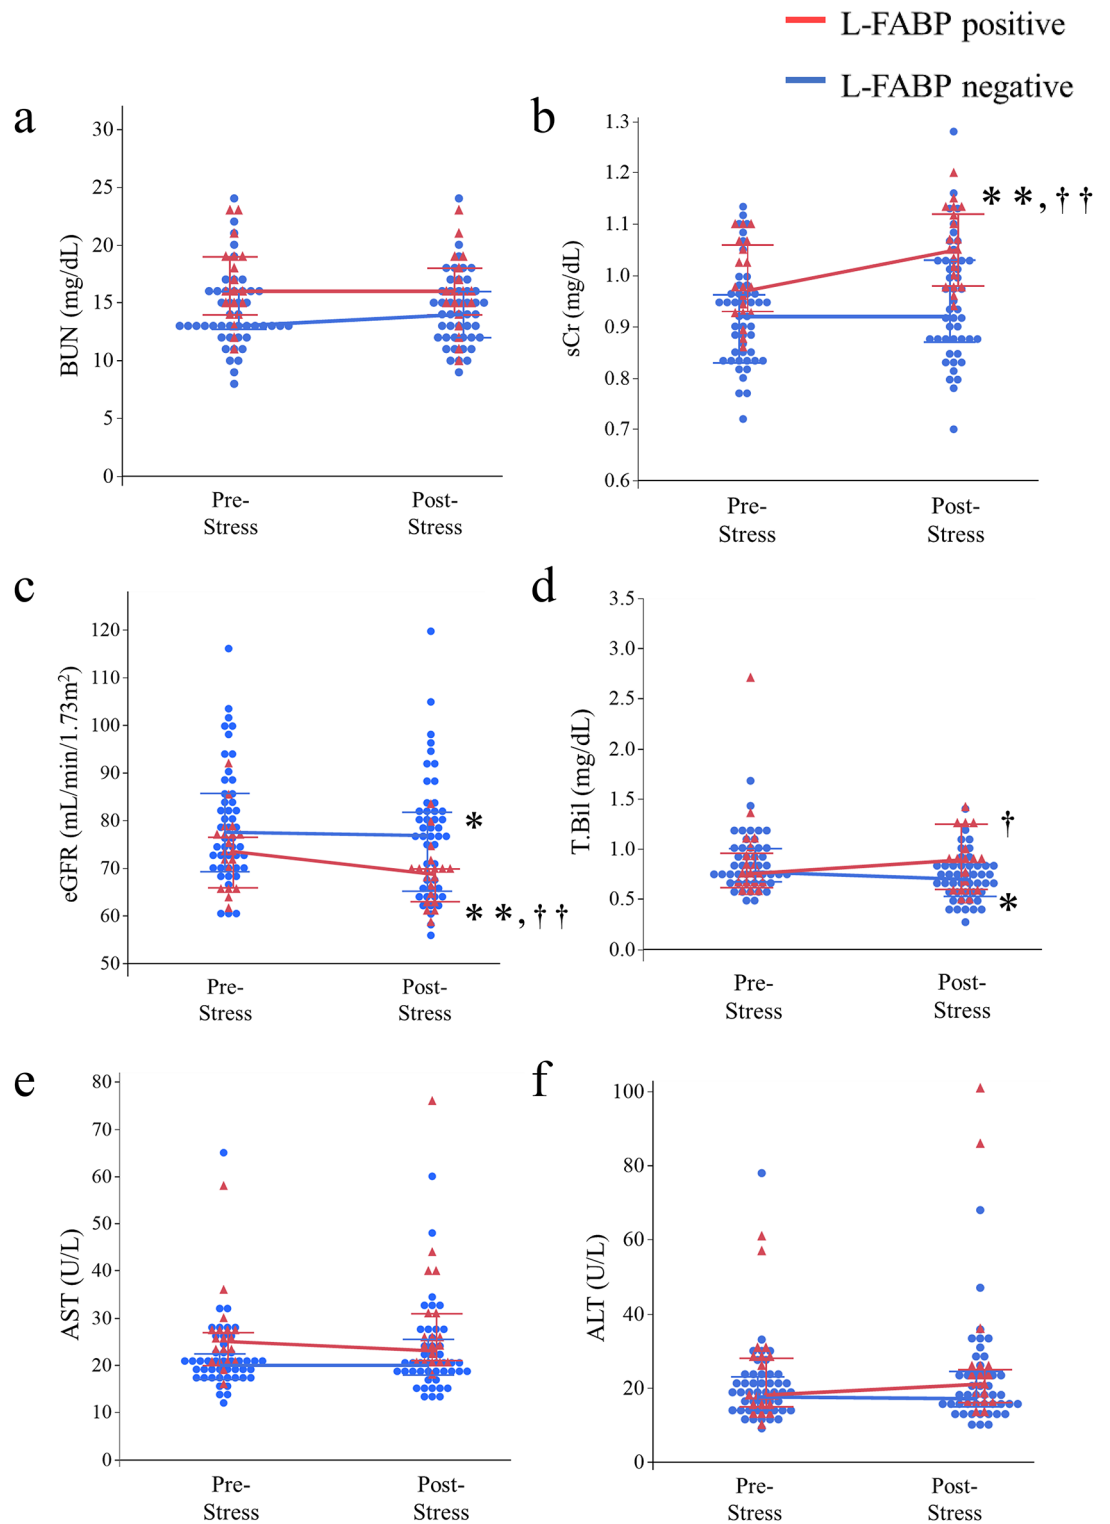 L-FABP positive
L-FABP negative
a
BUN (mg/dL)
30
25
20
15
10
5
0
Pre-
Stress
Post-
Stress
b
sCr (mg/dL)
1.3
1.2
1.1
1.0
0.9
0.8
0.7
0.6
* *, † †
Pre-
Stress
Post-
Stress
c
eGFR (mL/min/1.73m²)
120
110
100
90
80
70
60
50
*
* *, † †
Pre-
Stress
Post-
Stress
d
T.Bil (mg/dL)
3.5
3.0
2.5
2.0
1.5
1.0
0.5
0.0
†
*
Pre-
Stress
Post-
Stress
e
AST (U/L)
80
70
60
50
40
30
20
10
0
Pre-
Stress
Post-
Stress
f
ALT (U/L)
100
80
60
40
20
0
Pre-
Stress
Post-
Stress